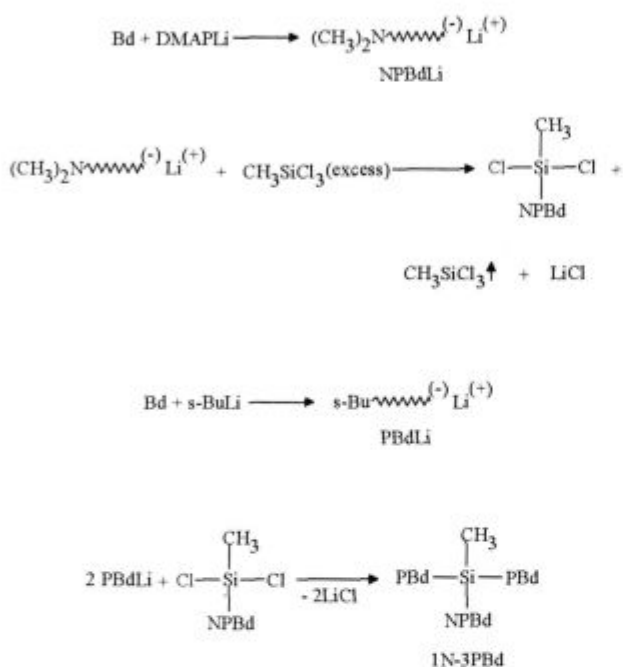 Bd + DMAPLi (CH3)2N (-) Li(+)
NPBdLi
CH3
(CH3)2N (-) Li(+) + CH3SiCl3(excess) Cl Si Cl +
NPBd
CH3SiCl3 + LiCl
Bd + s-BuLi s-Bu (-) Li(+)
PBdLi
CH3 CH3
2 PBdLi + Cl Si Cl - 2LiCl PBd Si PBd
NPBd NPBd
1N-3PBd